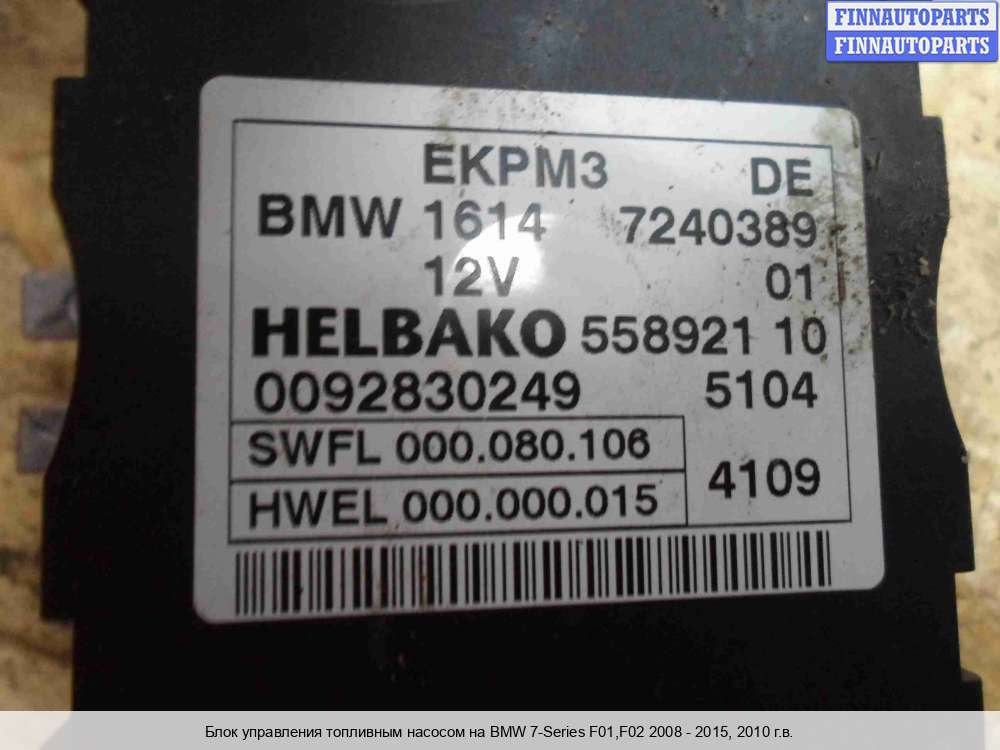 FINNAUTOPARTS
FINNAUTOPARTS
EKPM3 DE
BMW 1614 7240389
12V 01
HELBAKO 558921 10
0092830249 5104
SWFL 000.080.106
4109
HWEL 000.000.015
Блок управления топливным насосом на BMW 7-Series F01,F02 2008 - 2015, 2010 г.в.